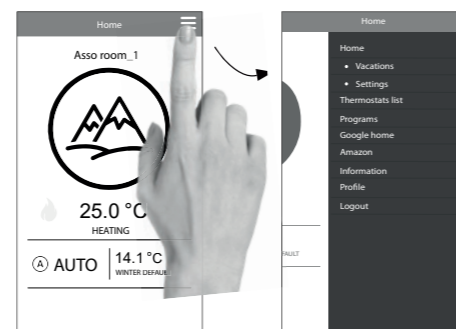 Home
Asso room_1
25.0 °C
HEATING
A AUTO
14.1 °C
WINTER DEFAU
Home
Home
• Vacations
• Settings
Thermostats list
Programs
Google home
Amazon
Information
Profile
Logout
FAULT